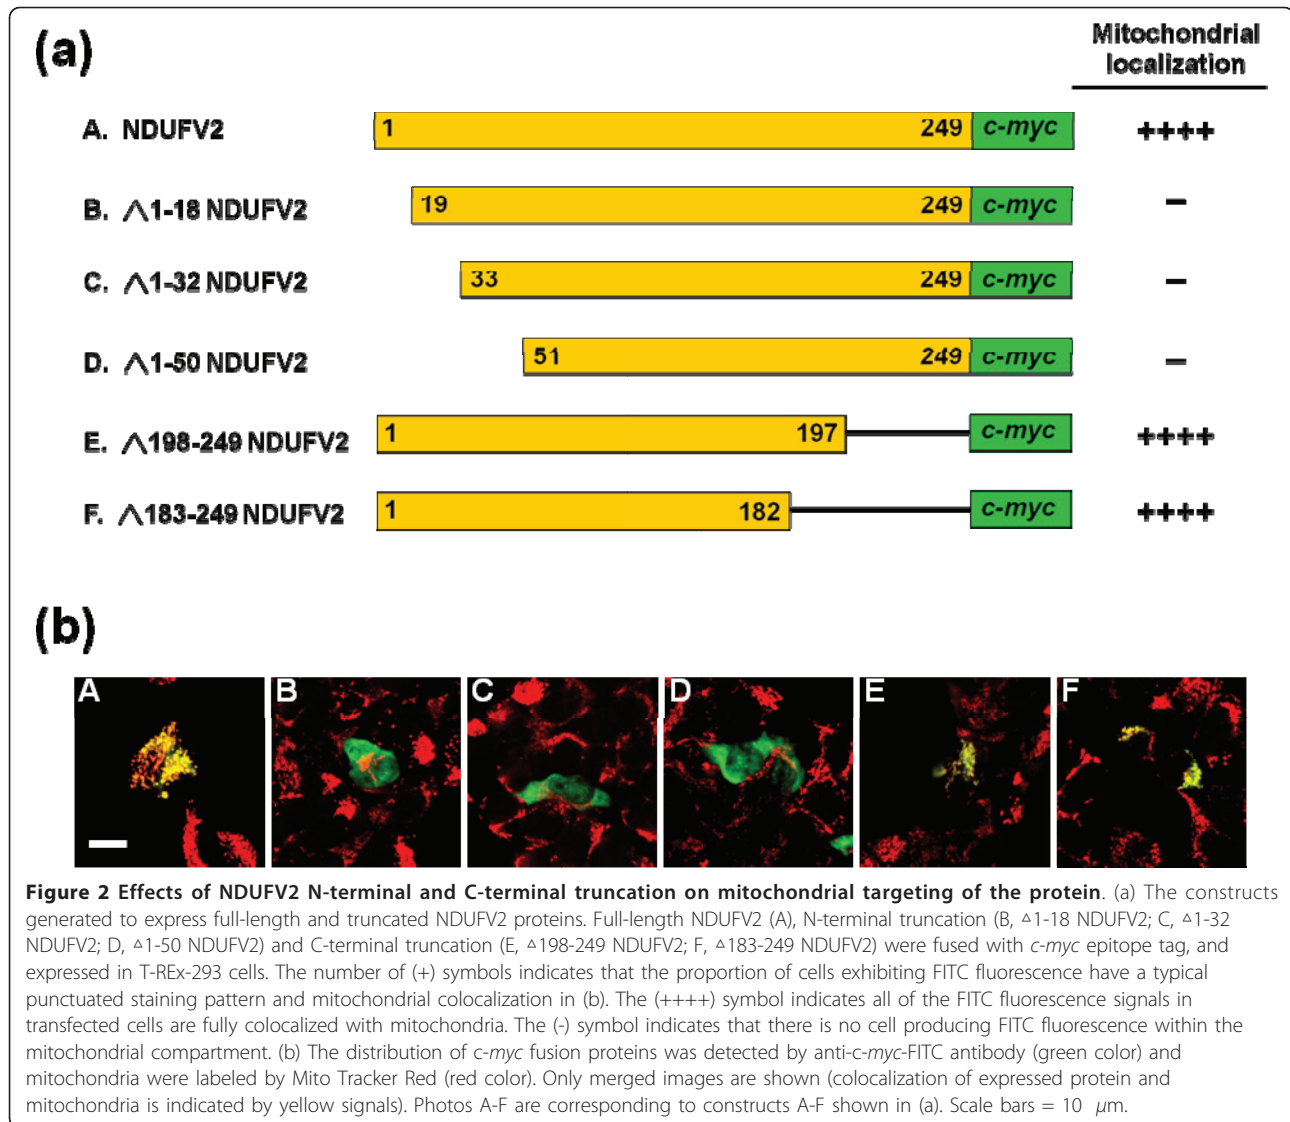 (a)
Mitochondrial
localization
A. NDUFV2
1 249 c-myc
++++
B. △1-18 NDUFV2
19 249 c-myc
–
C. △1-32 NDUFV2
33 249 c-myc
–
D. △1-50 NDUFV2
51 249 c-myc
–
E. △198-249 NDUFV2
1 197 c-myc
++++
F. △183-249 NDUFV2
1 182 c-myc
++++
(b)
A B C D E F
Figure 2 Effects of NDUFV2 N-terminal and C-terminal truncation on mitochondrial targeting of the protein. (a) The constructs
generated to express full-length and truncated NDUFV2 proteins. Full-length NDUFV2 (A), N-terminal truncation (B, △1-18 NDUFV2; C, △1-32
NDUFV2; D, △1-50 NDUFV2) and C-terminal truncation (E, △198-249 NDUFV2; F, △183-249 NDUFV2) were fused with c-myc epitope tag, and
expressed in T-REx-293 cells. The number of (+) symbols indicates that the proportion of cells exhibiting FITC fluorescence have a typical
punctuated staining pattern and mitochondrial colocalization in (b). The (++++) symbol indicates all of the FITC fluorescence signals in
transfected cells are fully colocalized with mitochondria. The (-) symbol indicates that there is no cell producing FITC fluorescence within the
mitochondrial compartment. (b) The distribution of c-myc fusion proteins was detected by anti-c-myc-FITC antibody (green color) and
mitochondria were labeled by Mito Tracker Red (red color). Only merged images are shown (colocalization of expressed protein and
mitochondria is indicated by yellow signals). Photos A-F are corresponding to constructs A-F shown in (a). Scale bars = 10 μm.